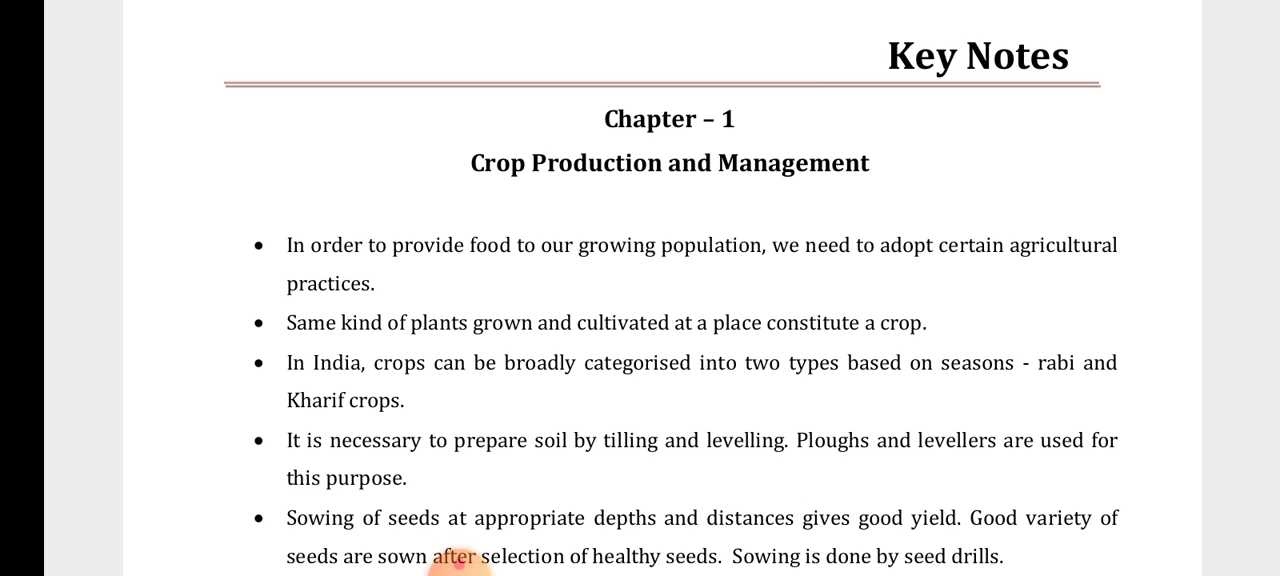 Key Notes
Chapter – 1
Crop Production and Management
• In order to provide food to our growing population, we need to adopt certain agricultural
practices.
• Same kind of plants grown and cultivated at a place constitute a crop.
• In India, crops can be broadly categorised into two types based on seasons - rabi and
Kharif crops.
• It is necessary to prepare soil by tilling and levelling. Ploughs and levellers are used for
this purpose.
• Sowing of seeds at appropriate depths and distances gives good yield. Good variety of
seeds are sown after selection of healthy seeds. Sowing is done by seed drills.